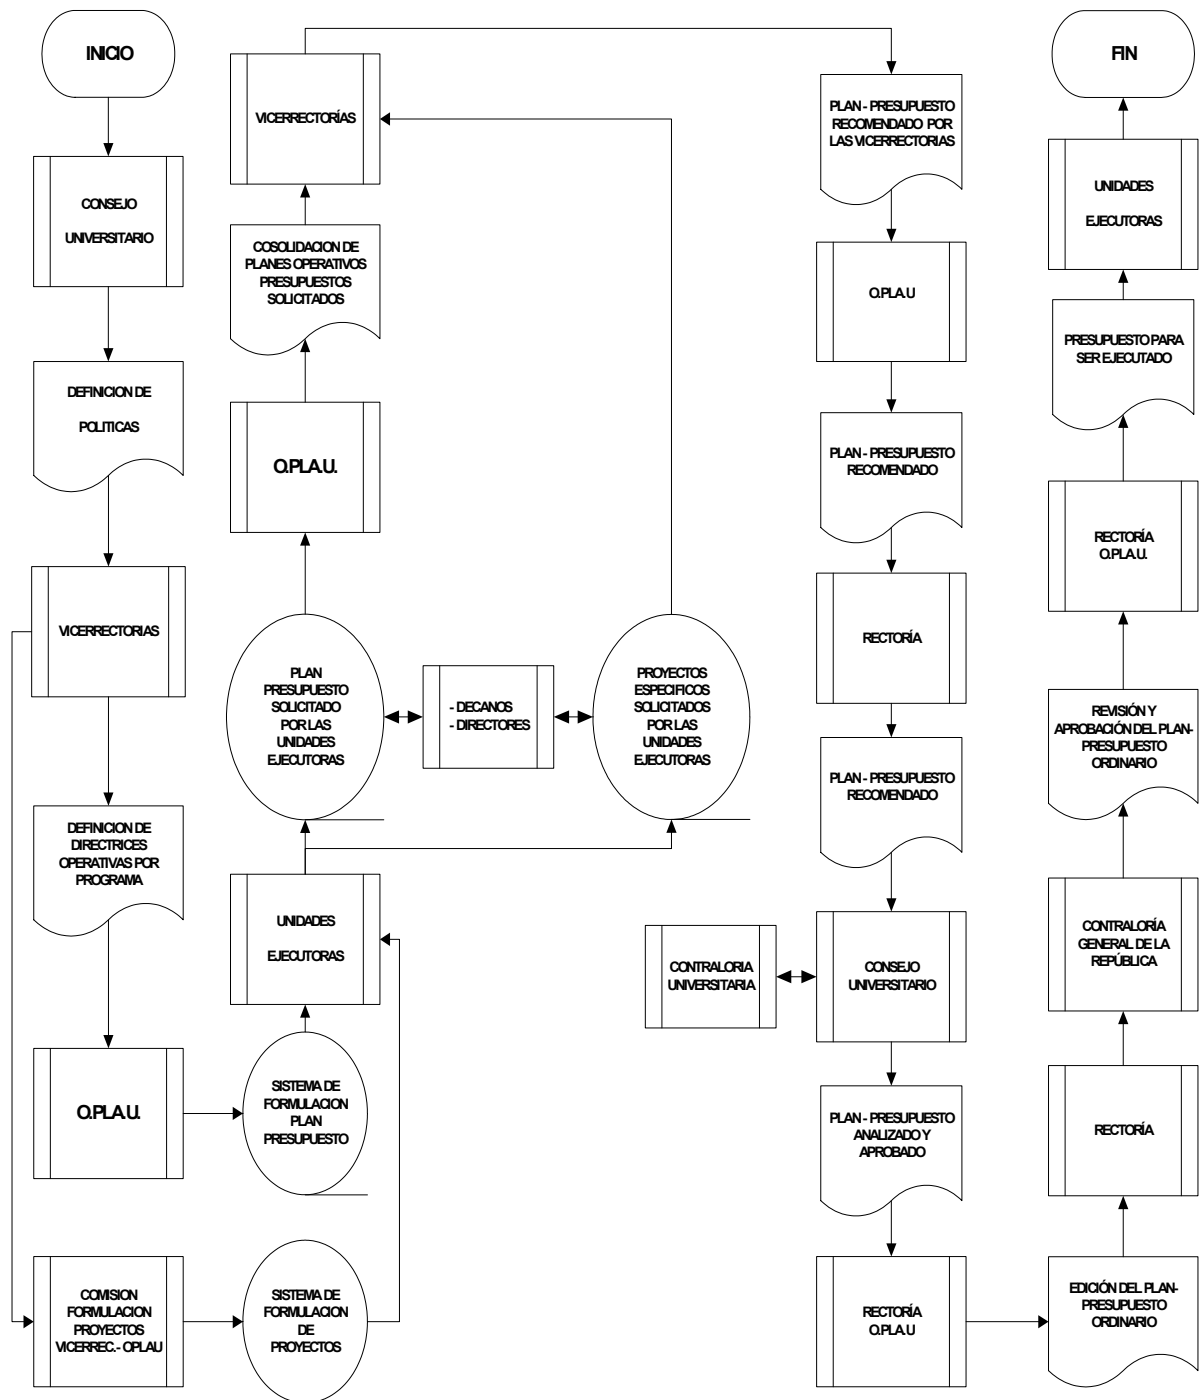 INICIO
CONSEJO
UNIVERSITARIO
DEFINICION DE
POLITICAS
VICERRECTORIAS
DEFINICION DE
DIRECTRICES
OPERATIVAS POR
PROGRAMA
O.PLA.U.
COMISION
FORMULACION
PROYECTOS
VICERREC.- OPLAU
VICERRECTORÍAS
COSOLIDACION DE
PLANES OPERATIVOS
PRESUPUESTOS
SOLICITADOS
O.PLA.U.
PLAN
PRESUPUESTO
SOLICITADO
POR LAS
UNIDADES
EJECUTORAS
- DECANOS
- DIRECTORES
PROYECTOS
ESPECIFICOS
SOLICITADOS
POR LAS
UNIDADES
EJECUTORAS
UNIDADES
EJECUTORAS
SISTEMA DE
FORMULACION
PLAN
PRESUPUESTO
SISTEMA DE
FORMULACION
DE
PROYECTOS
PLAN - PRESUPUESTO
RECOMENDADO POR
LAS VICERRECTORIAS
O.PLA.U
PLAN - PRESUPUESTO
RECOMENDADO
RECTORÍA
PLAN - PRESUPUESTO
RECOMENDADO
CONTRALORIA
UNIVERSITARIA
CONSEJO
UNIVERSITARIO
PLAN - PRESUPUESTO
ANALIZADO Y
APROBADO
RECTORÍA
O.PLA.U
FIN
UNIDADES
EJECUTORAS
PRESUPUESTO PARA
SER EJECUTADO
RECTORÍA
O.PLA.U.
REVISIÓN Y
APROBACIÓN DEL PLAN-
PRESUPUESTO
ORDINARIO
CONTRALORÍA
GENERAL DE LA
REPÚBLICA
RECTORÍA
EDICIÓN DEL PLAN-
PRESUPUESTO
ORDINARIO